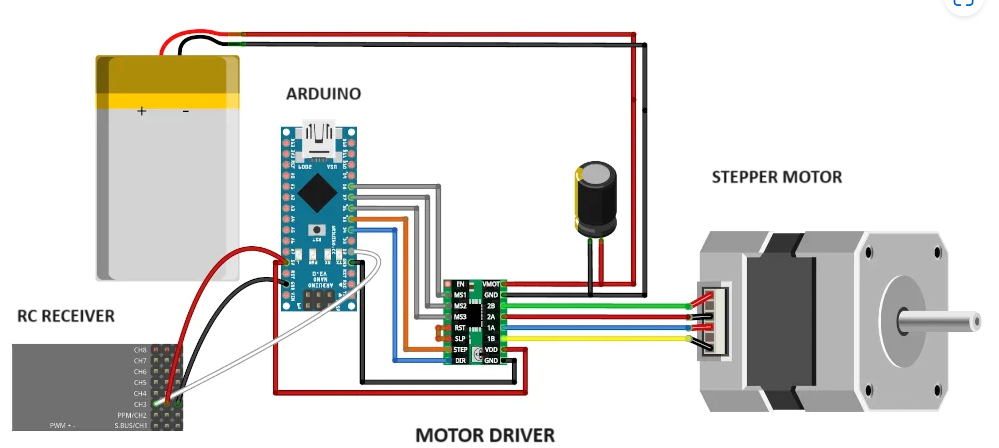 ARDUINO
+ -
STEPPER MOTOR
EN VMOT
MS1 GND
MS2 2B
MS3 2A
RST 1A
SLP 1B
STEP VDD
DIR GND
RC RECEIVER
CH8
CH7
CH6
CH5
CH4
CH3
PPM/CH2
PWM + - S.BUS/CH1
MOTOR DRIVER